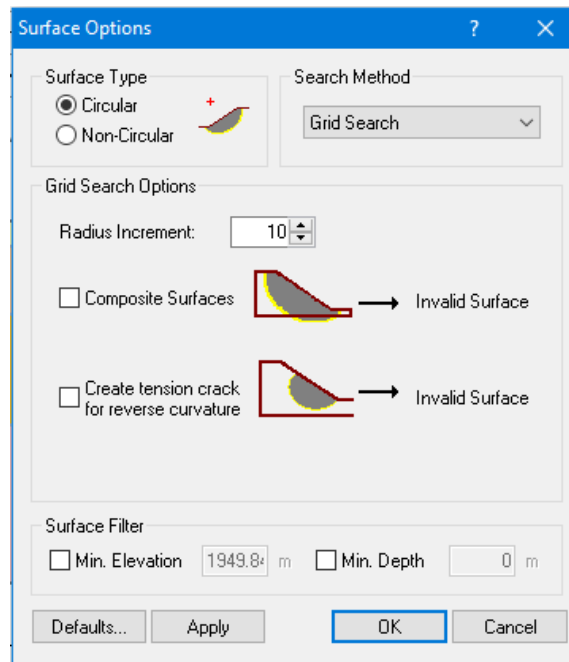 Surface Options ?
Surface Type
Circular
Non-Circular
Search Method
Grid Search
Grid Search Options
Radius Increment: 10
Composite Surfaces Invalid Surface
Create tension crack
for reverse curvature Invalid Surface
Surface Filter
Min. Elevation 1949.84 m Min. Depth 0 m
Defaults... Apply OK Cancel